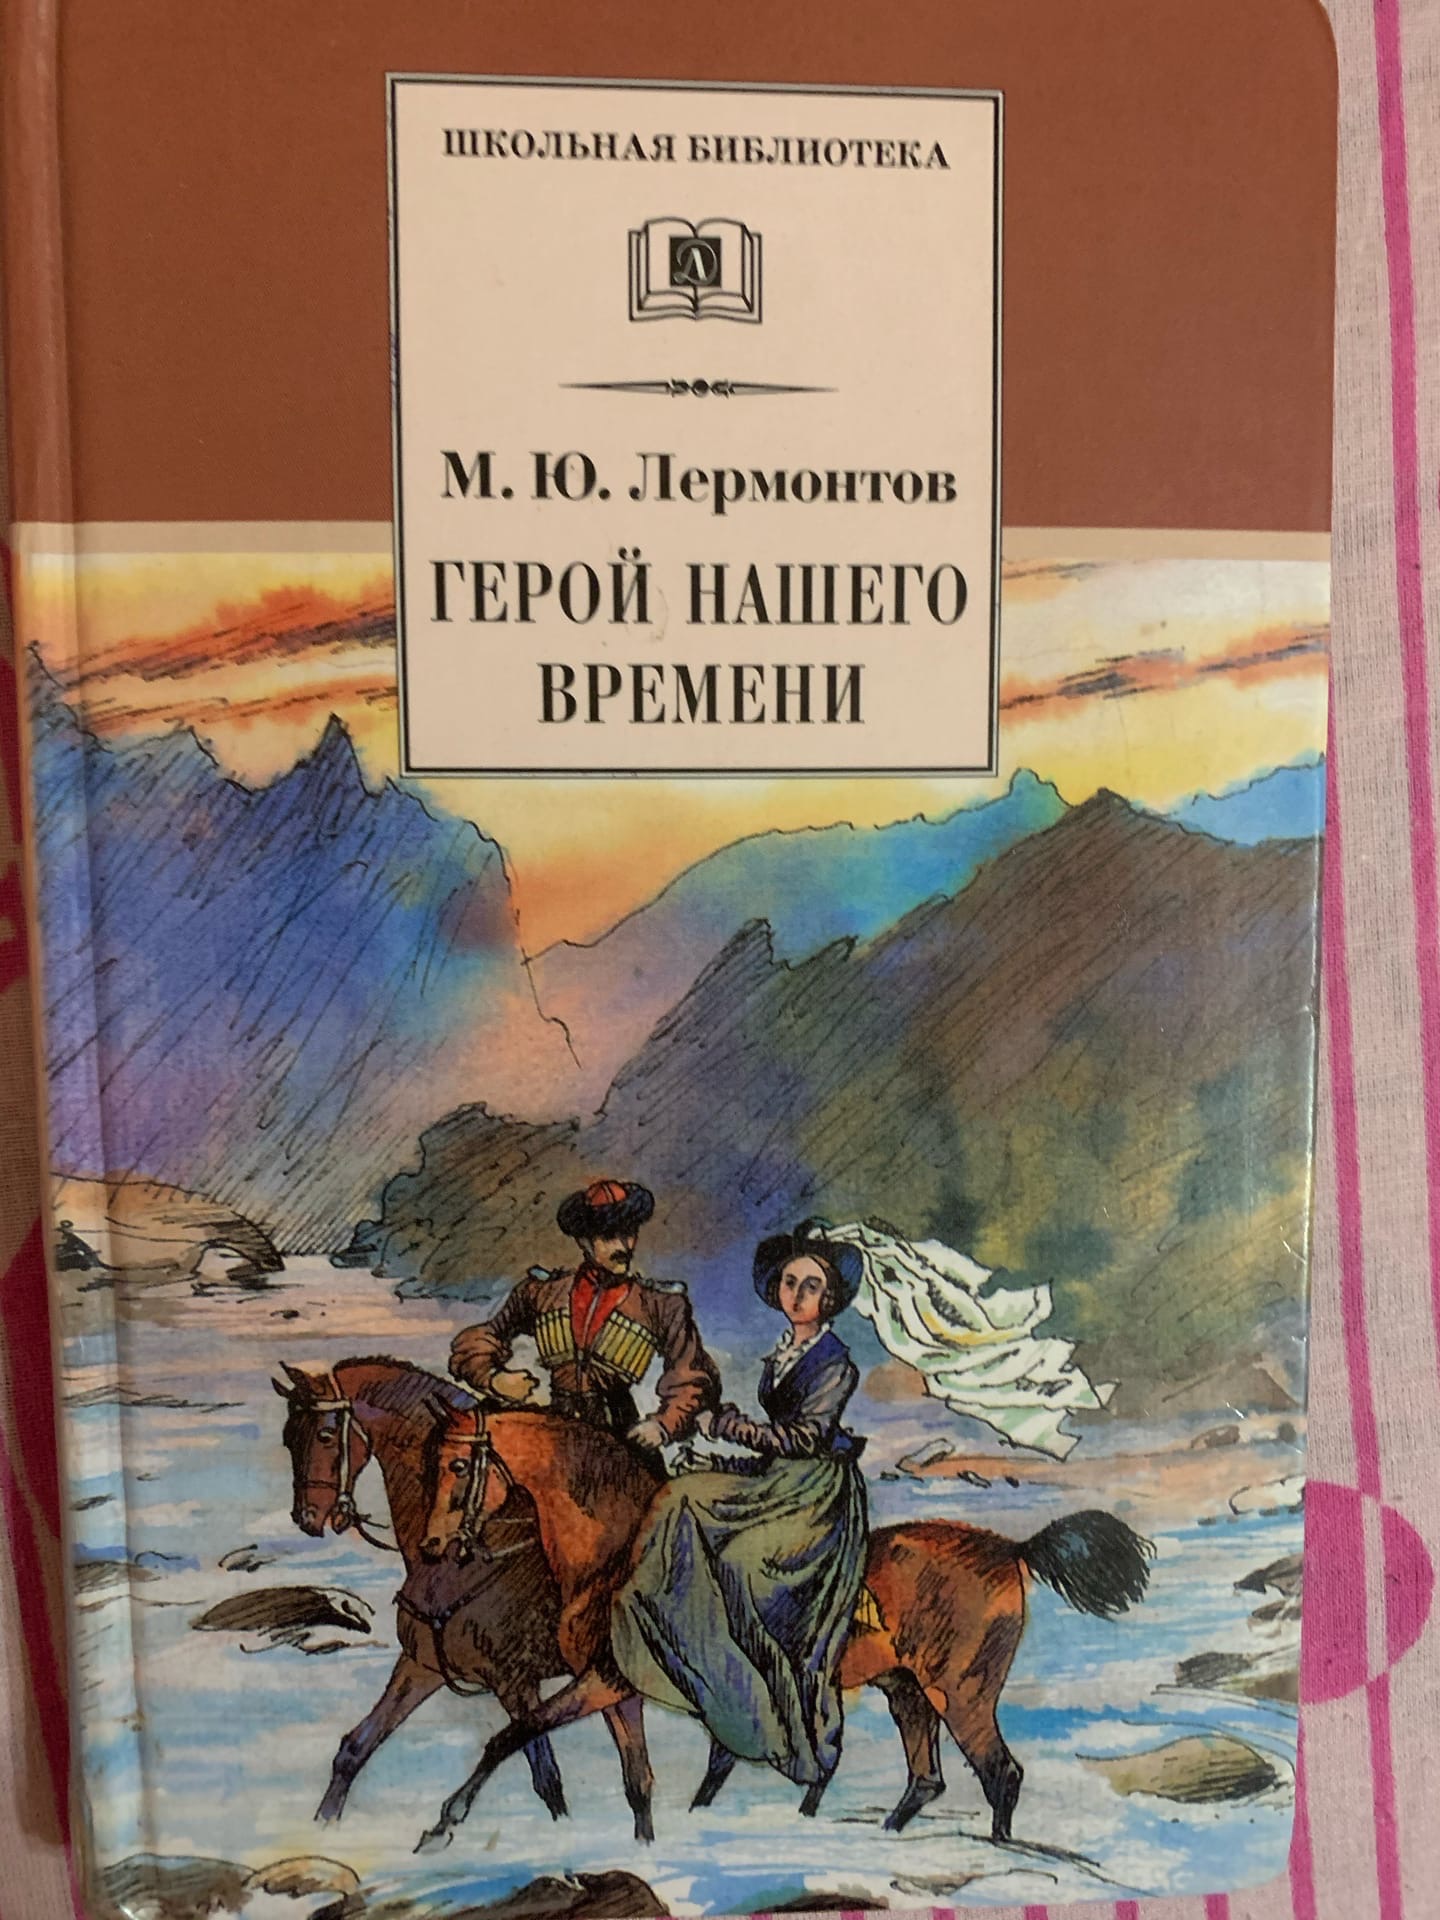 ШКОЛЬНАЯ БИБЛИОТЕКА
Д
М. Ю. Лермонтов
ГЕРОЙ НАШЕГО
ВРЕМЕНИ